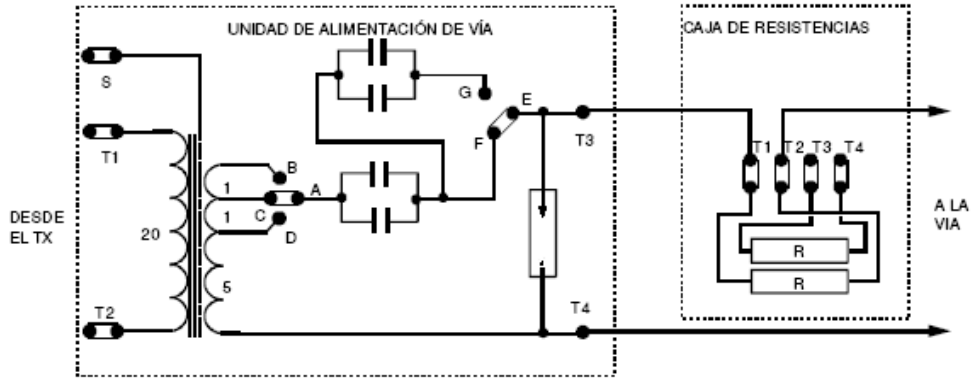 UNIDAD DE ALIMENTACIÓN DE VÍA
CAJA DE RESISTENCIAS
S
G
E
F
T3
T1
T2
T3
T4
T1
B
1
A
1
C
D
DESDE
EL TX
20
A LA
VIA
R
R
5
T2
T4